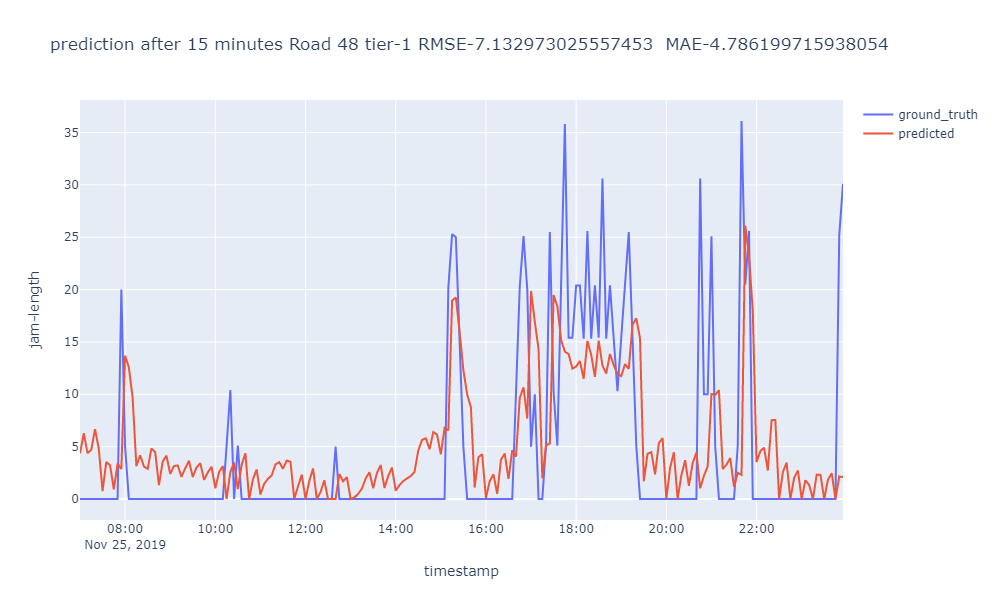 prediction after 15 minutes Road 48 tier-1 RMSE-7.132973025557453  MAE-4.786199715938054
ground_truth
predicted
jam-length
35
30
25
20
15
10
5
0
08:00 10:00 12:00 14:00 16:00 18:00 20:00 22:00
Nov 25, 2019
timestamp